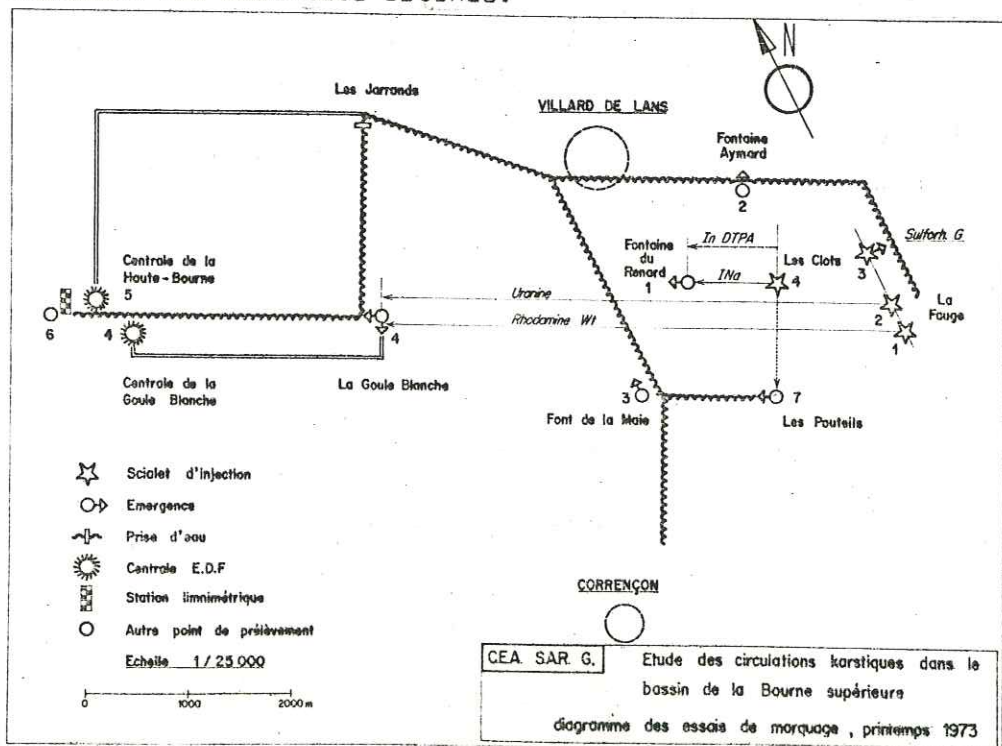 N
Les Jarrands
VILLARD DE LANS
Fontaine
Aymard
2
Sulforh. G
In DTPA
Fontaine
du
Renard
1
INa
Les Clots
4
3
Centrale de la
Haute-Bourne
5
Uranine
2
La
Fauge
Rhodamine Wt
1
6
4
4
Centrale de la
Goule Blanche
La Goule Blanche
3
7
Font de la Maie
Les Pouteils
Scialet d'injection
Emergence
Prise d'eau
Centrale E.D.F
Station limnimétrique
Autre point de prélèvement
Echelle 1/25 000
0 1000 2000 m
CORRENÇON
C.E.A. S.A.R. G.
Etude des circulations karstiques dans le
bassin de la Bourne supérieure
diagramme des essais de marquage, printemps 1973